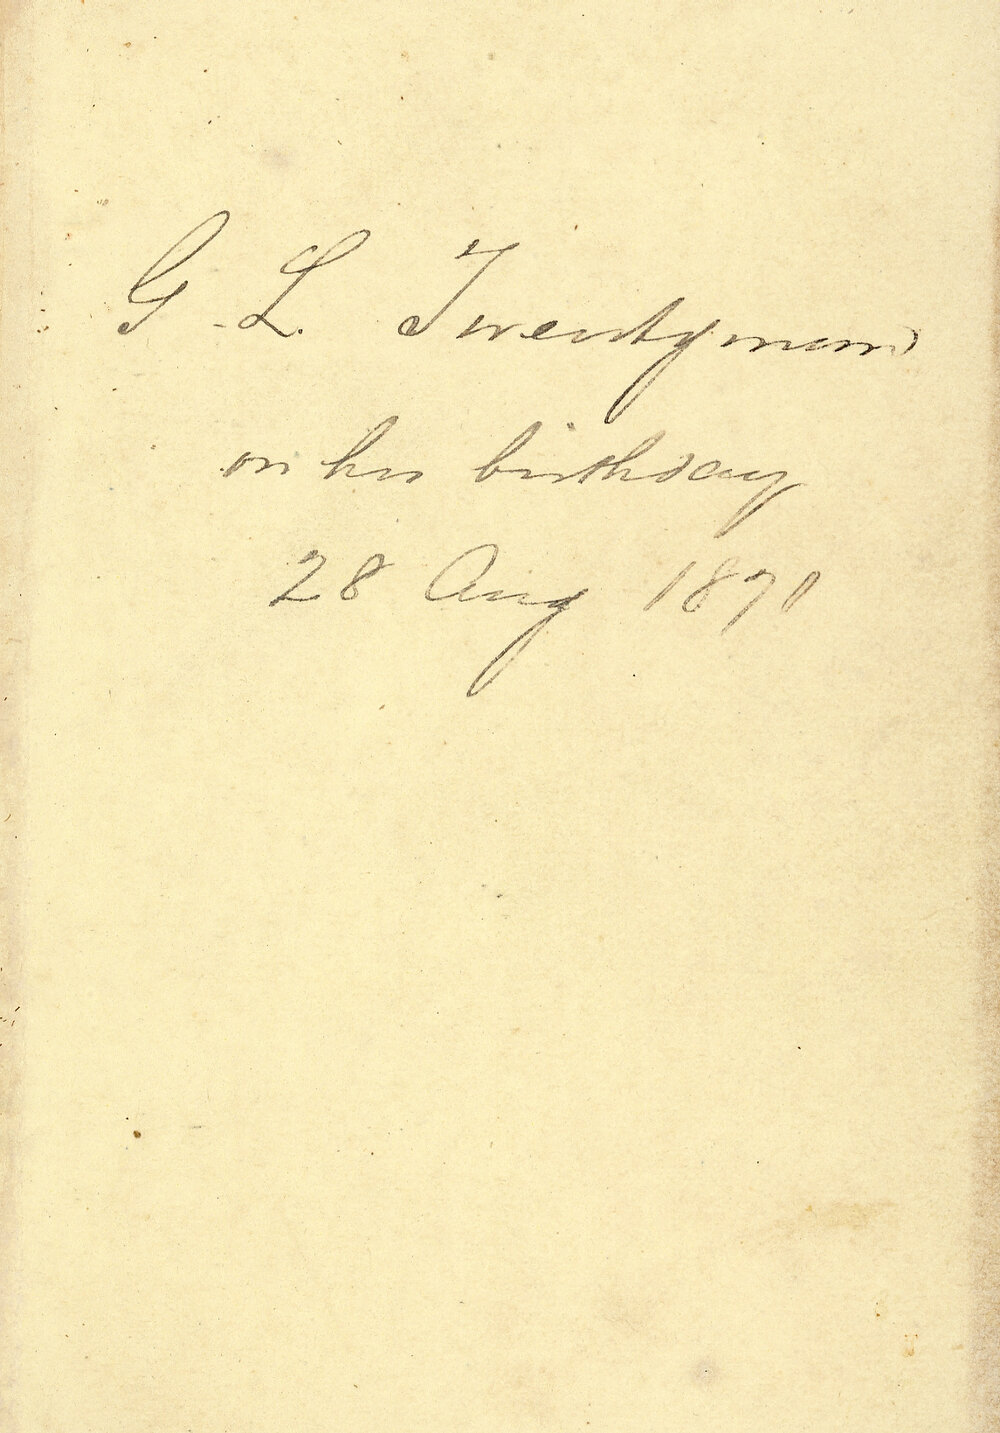 G. L. Twentyman
on his birthday
28 Aug 1870